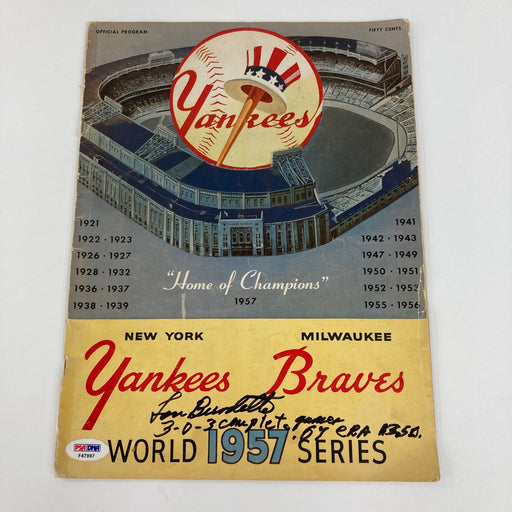 OFFICIAL PROGRAM
FIFTY CENTS
Yankees
1921
1922 · 1923
1926 · 1927
1928 · 1932
1936 · 1937
1938 · 1939
1941
1942 · 1943
1947 · 1949
1950 · 1951
1952 · 1953
1955 · 1956
"Home of Champions"
1957
NEW YORK
MILWAUKEE
Yankees Braves
Lew Burdette
3-0-3 complete games .67 ERA
PSA DNA
F47997
WORLD 1957 SERIES